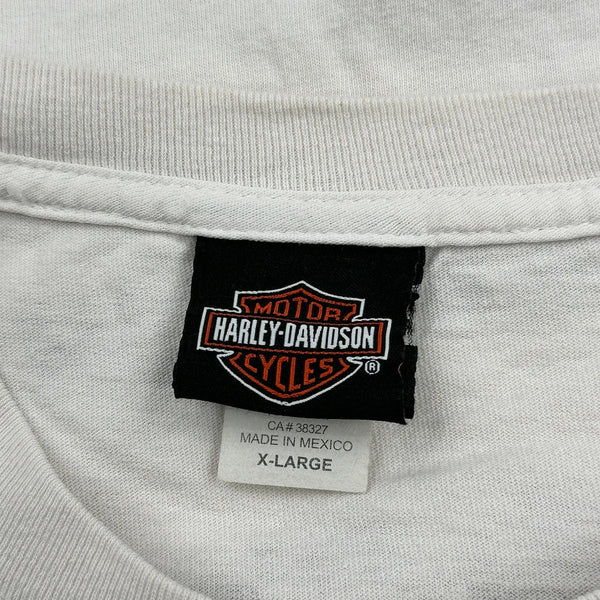 MOTOR
HARLEY-DAVIDSON
CYCLES
®
CA# 38327
MADE IN MEXICO
X-LARGE